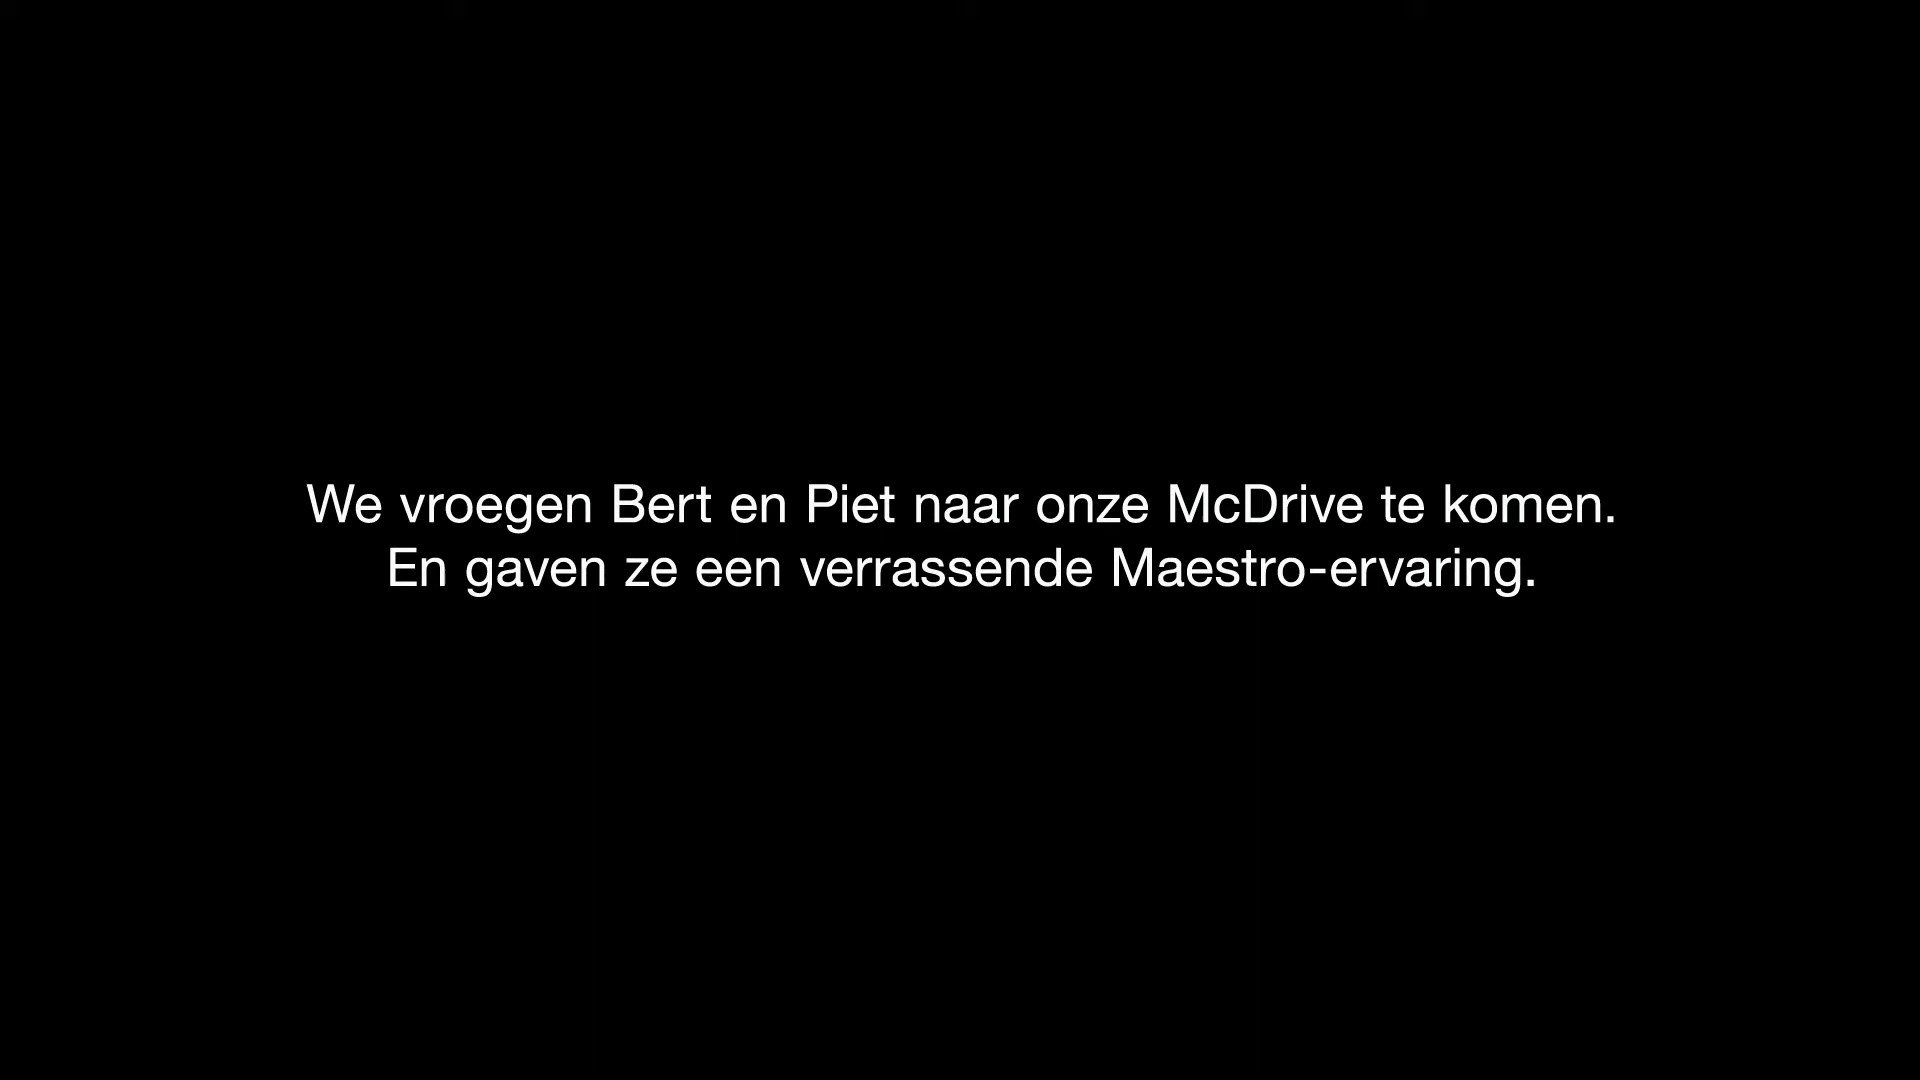 We vroegen Bert en Piet naar onze McDrive te komen.
En gaven ze een verrassende Maestro-ervaring.